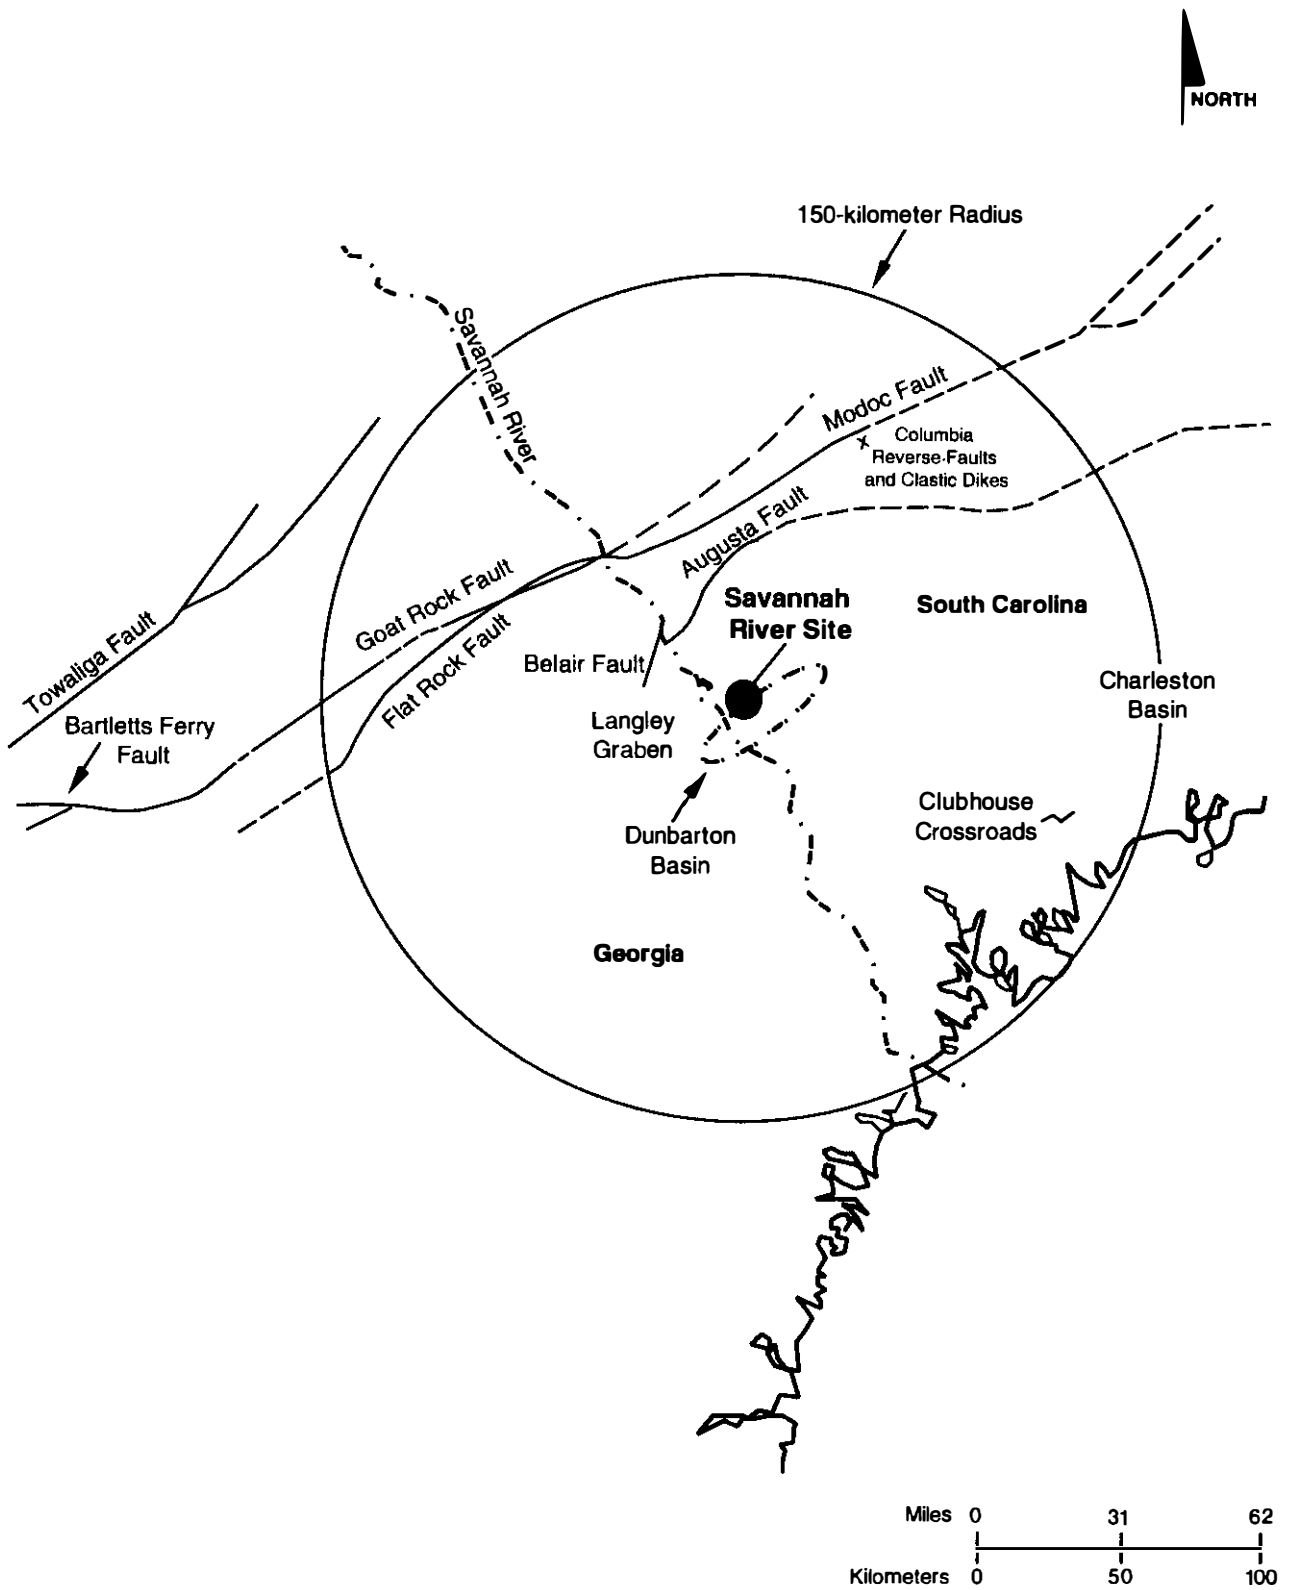 NORTH
150-kilometer Radius
Savannah River
Modoc Fault
x Columbia
Reverse-Faults
and Clastic Dikes
Augusta Fault
Goat Rock Fault
Savannah
River Site
South Carolina
Towaliga Fault
Flat Rock Fault
Belair Fault
Charleston
Basin
Bartletts Ferry
Fault
Langley
Graben
Clubhouse
Crossroads
Dunbarton
Basin
Georgia
Miles 0 31 62
Kilometers 0 50 100